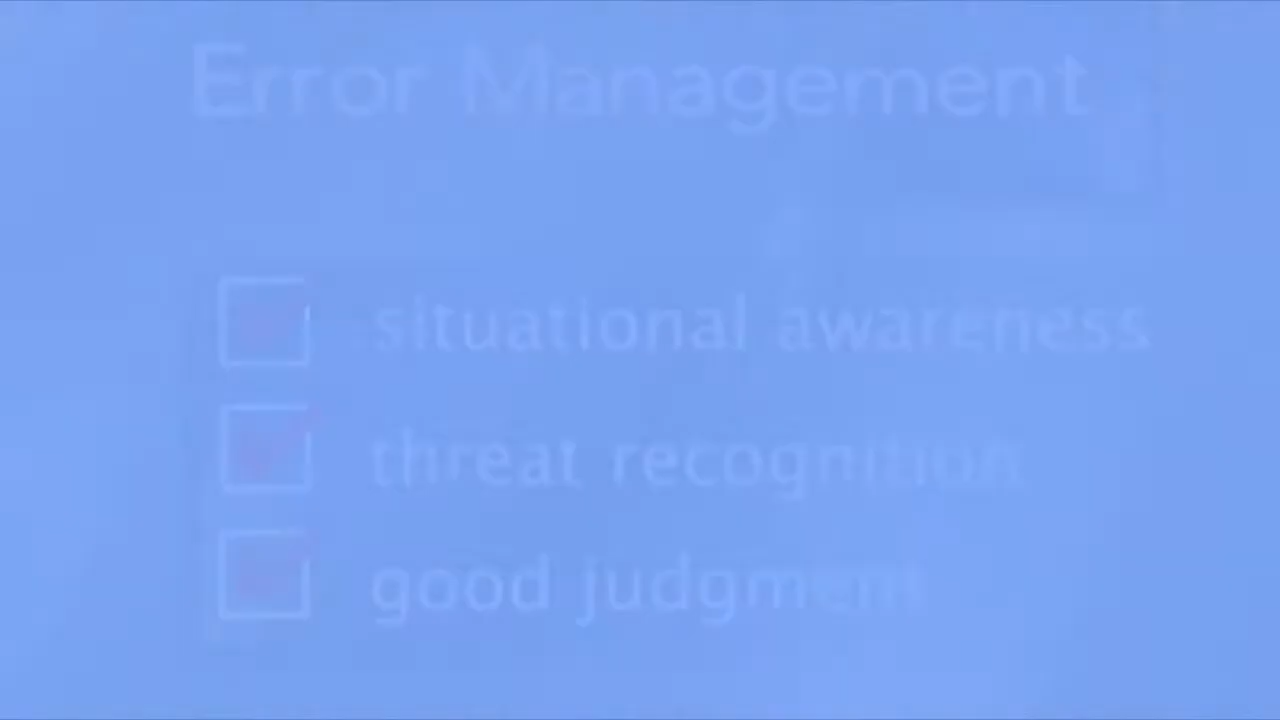 Error Management
situational awareness
threat recognition
good judgment